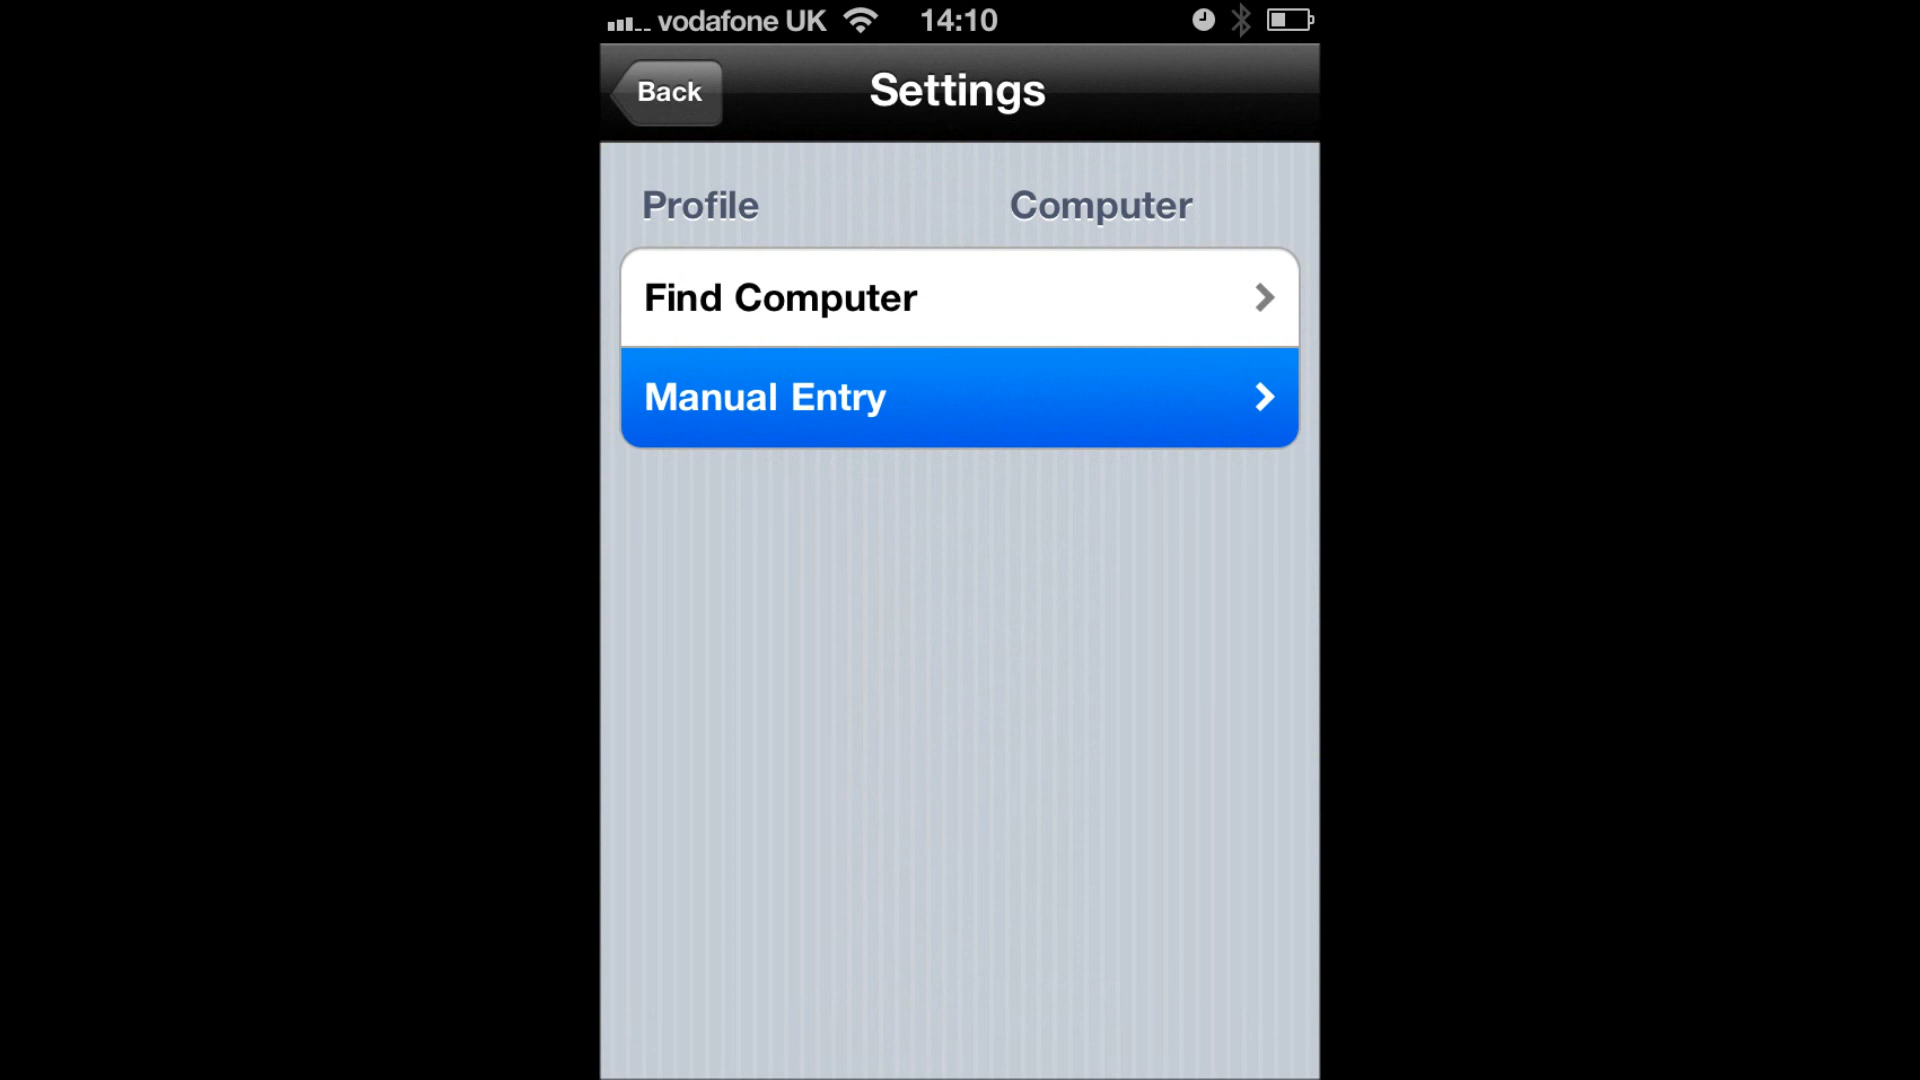 vodafone UK 14:10
Back Settings
Profile Computer
Find Computer
Manual Entry